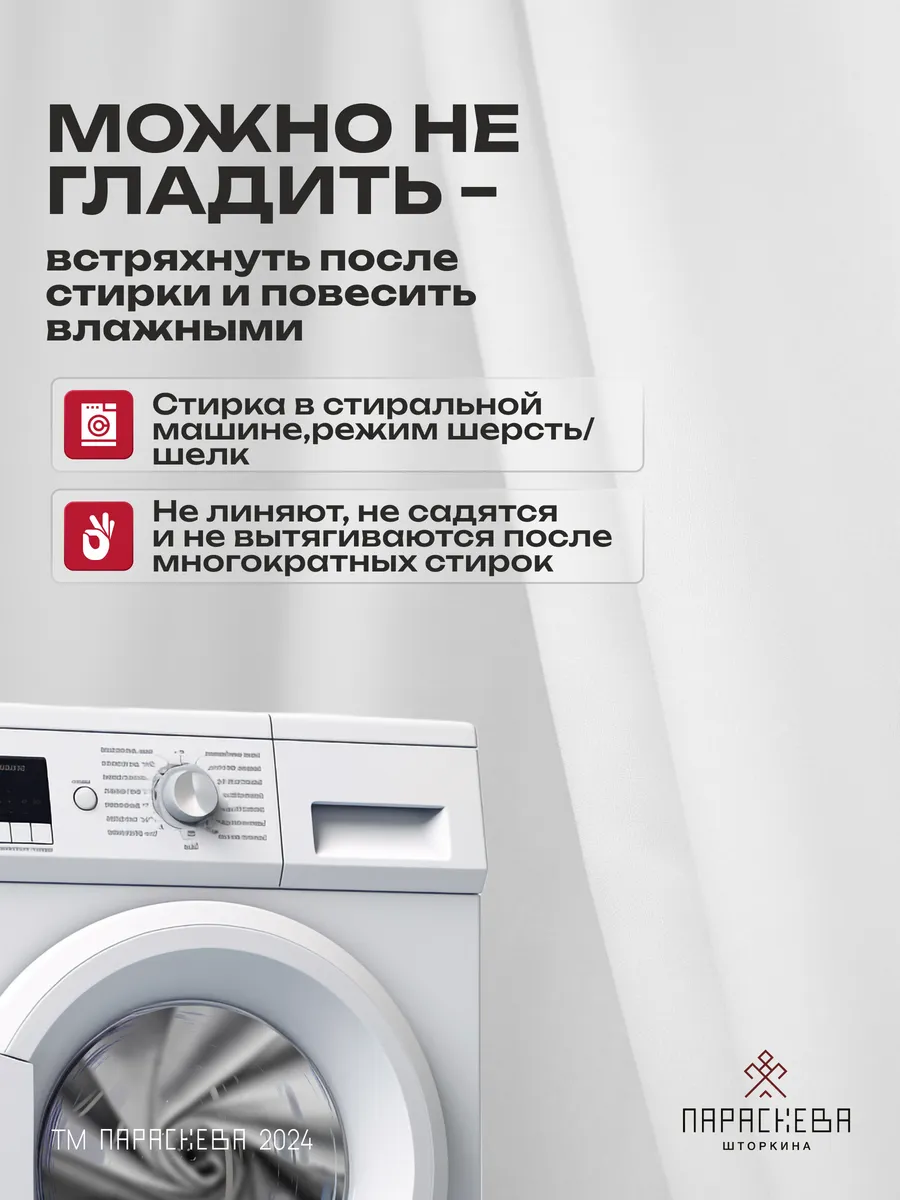 МОЖНО НЕ
ГЛАДИТЬ –
встряхнуть после
стирки и повесить
влажными
Стирка в стиральной
машине,режим шерсть/
шелк
Не линяют, не садятся
и не вытягиваются после
многократных стирок
ТМ ПАРАСКЕВА 2024
ПАРАСКЕВА
ШТОРКИНА